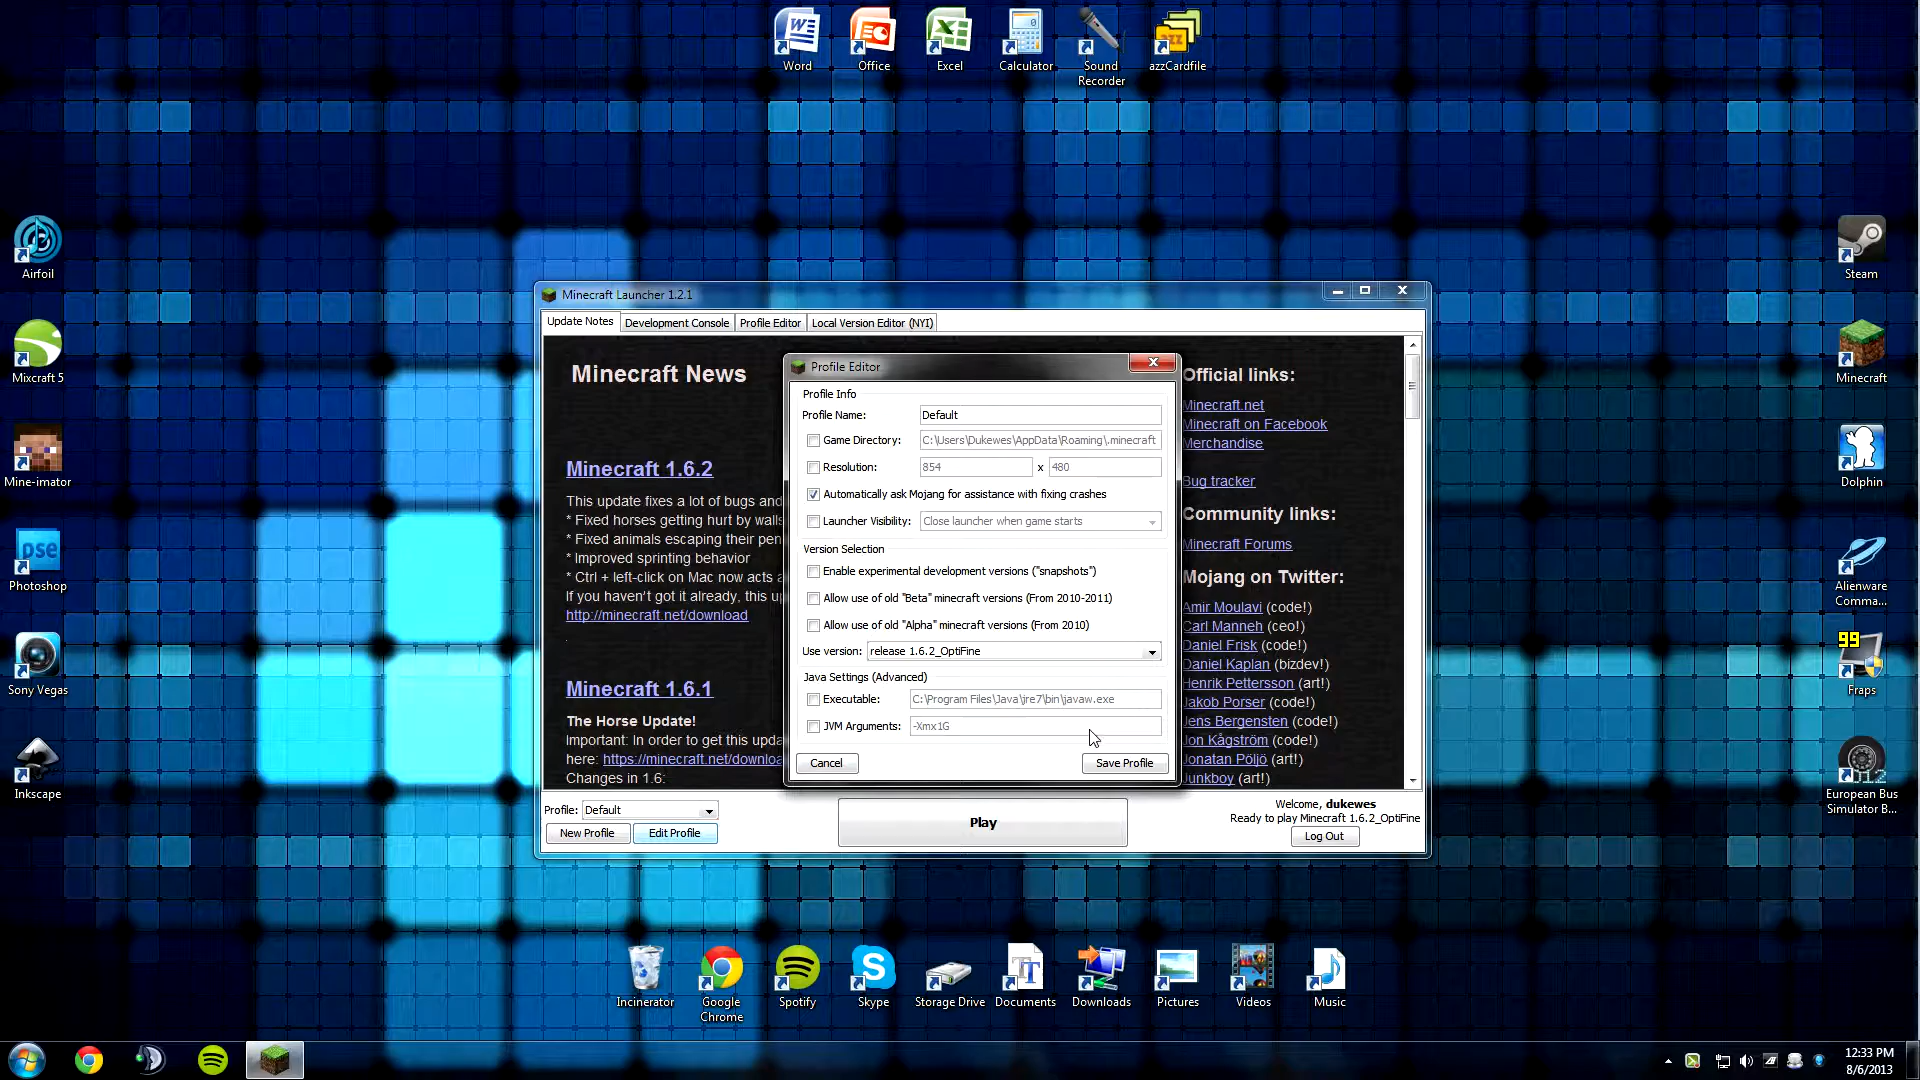 Word
Office
Excel
Calculator
Sound
Recorder
azzCardfile
Airfoil
Mixcraft 5
Mine-imator
Photoshop
Sony Vegas
Inkscape
Steam
Minecraft
Dolphin
Alienware
Comma...
99
Fraps
European Bus
Simulator B...
Minecraft Launcher 1.2.1
Update Notes
Development Console
Profile Editor
Local Version Editor (NYI)
Minecraft News
Minecraft 1.6.2
This update fixes a lot of bugs and
* Fixed horses getting hurt by walls
* Fixed animals escaping their pen
* Improved sprinting behavior
* Ctrl + left-click on Mac now acts a
If you haven't got it already, this up
http://minecraft.net/download
Minecraft 1.6.1
The Horse Update!
Important: In order to get this upda
here: https://minecraft.net/downloa
Changes in 1.6:
Profile Editor
Profile Info
Profile Name: Default
Game Directory: C:\Users\Dukewes\AppData\Roaming\.minecraft
Resolution: 854 x 480
Automatically ask Mojang for assistance with fixing crashes
Launcher Visibility: Close launcher when game starts
Version Selection
Enable experimental development versions ("snapshots")
Allow use of old "Beta" minecraft versions (From 2010-2011)
Allow use of old "Alpha" minecraft versions (From 2010)
Use version: release 1.6.2_OptiFine
Java Settings (Advanced)
Executable: C:\Program Files\Java\jre7\bin\javaw.exe
JVM Arguments: -Xmx1G
Cancel
Save Profile
Official links:
Minecraft.net
Minecraft on Facebook
Merchandise
Bug tracker
Community links:
Minecraft Forums
Mojang on Twitter:
Amir Moulavi (code!)
Carl Manneh (ceo!)
Daniel Frisk (code!)
Daniel Kaplan (bizdev!)
Henrik Pettersson (art!)
Jakob Porser (code!)
Jens Bergensten (code!)
Jon Kågström (code!)
Jonatan Pöljö (art!)
Junkboy (art!)
Profile: Default
New Profile
Edit Profile
Play
Welcome, dukewes
Ready to play Minecraft 1.6.2_OptiFine
Log Out
Incinerator
Google
Chrome
Spotify
Skype
Storage Drive
Documents
Downloads
Pictures
Videos
Music
12:33 PM
8/6/2013